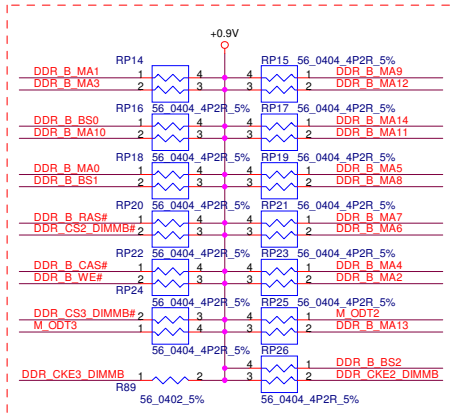 +0.9V
RP14 RP15 56_0404_4P2R_5%
DDR_B_MA1 1 4 4 1 DDR_B_MA9
DDR_B_MA3 2 3 3 2 DDR_B_MA12
RP16 56_0404_4P2R_5% RP17 56_0404_4P2R_5%
DDR_B_BS0 1 4 4 1 DDR_B_MA14
DDR_B_MA10 2 3 3 2 DDR_B_MA11
RP18 56_0404_4P2R_5% RP19 56_0404_4P2R_5%
DDR_B_MA0 1 4 4 1 DDR_B_MA5
DDR_B_BS1 2 3 3 2 DDR_B_MA8
RP20 56_0404_4P2R_5% RP21 56_0404_4P2R_5%
DDR_B_RAS# 1 4 4 1 DDR_B_MA7
DDR_CS2_DIMMB# 2 3 3 2 DDR_B_MA6
RP22 56_0404_4P2R_5% RP23 56_0404_4P2R_5%
DDR_B_CAS# 1 4 4 1 DDR_B_MA4
DDR_B_WE# 2 3 3 2 DDR_B_MA2
RP24 56_0404_4P2R_5% RP25 56_0404_4P2R_5%
DDR_CS3_DIMMB# 2 3 4 1 M_ODT2
M_ODT3 1 4 3 2 DDR_B_MA13
56_0404_4P2R_5% RP26 56_0404_4P2R_5%
4 1 DDR_B_BS2
DDR_CKE3_DIMMB 1 2 3 2 DDR_CKE2_DIMMB
R89
56_0402_5% 56_0404_4P2R_5%